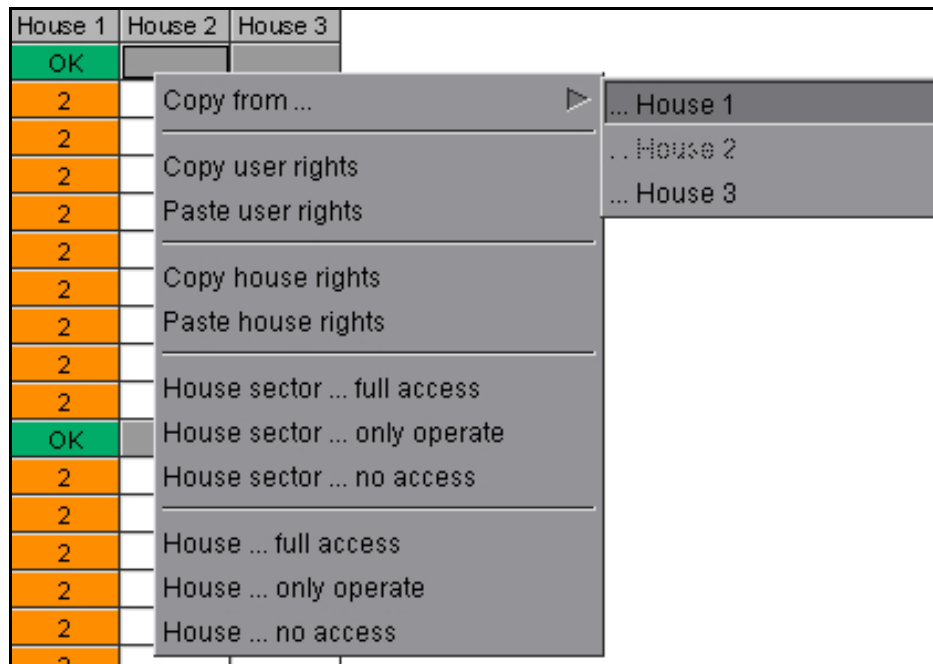 House 1 House 2 House 3
OK
2
2
2
2
2
2
2
2
2
OK
2
2
2
2
2
2
Copy from ...
Copy user rights
Paste user rights
Copy house rights
Paste house rights
House sector ... full access
House sector ... only operate
House sector ... no access
House ... full access
House ... only operate
House ... no access
... House 1
... House 2
... House 3